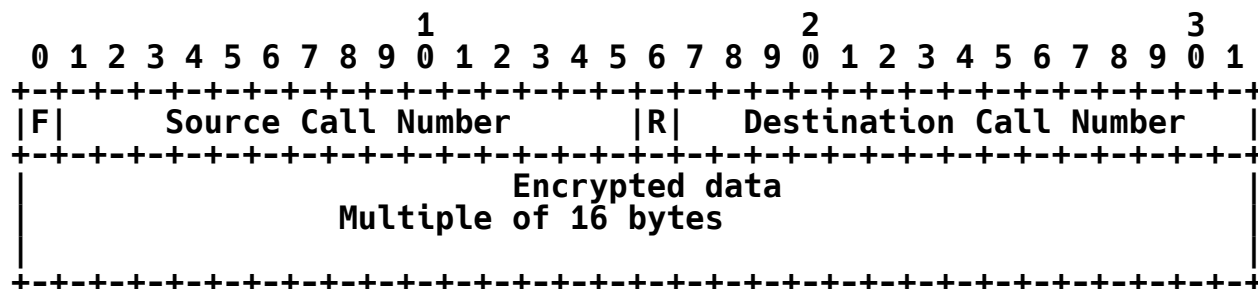 1                   2                   3
 0 1 2 3 4 5 6 7 8 9 0 1 2 3 4 5 6 7 8 9 0 1 2 3 4 5 6 7 8 9 0 1
+-+-+-+-+-+-+-+-+-+-+-+-+-+-+-+-+-+-+-+-+-+-+-+-+-+-+-+-+-+-+-+-+
|F|     Source Call Number      |R|   Destination Call Number   |
+-+-+-+-+-+-+-+-+-+-+-+-+-+-+-+-+-+-+-+-+-+-+-+-+-+-+-+-+-+-+-+-+
|                         Encrypted data                        |
|                Multiple of 16 bytes                           |
|                                                               |
+-+-+-+-+-+-+-+-+-+-+-+-+-+-+-+-+-+-+-+-+-+-+-+-+-+-+-+-+-+-+-+-+